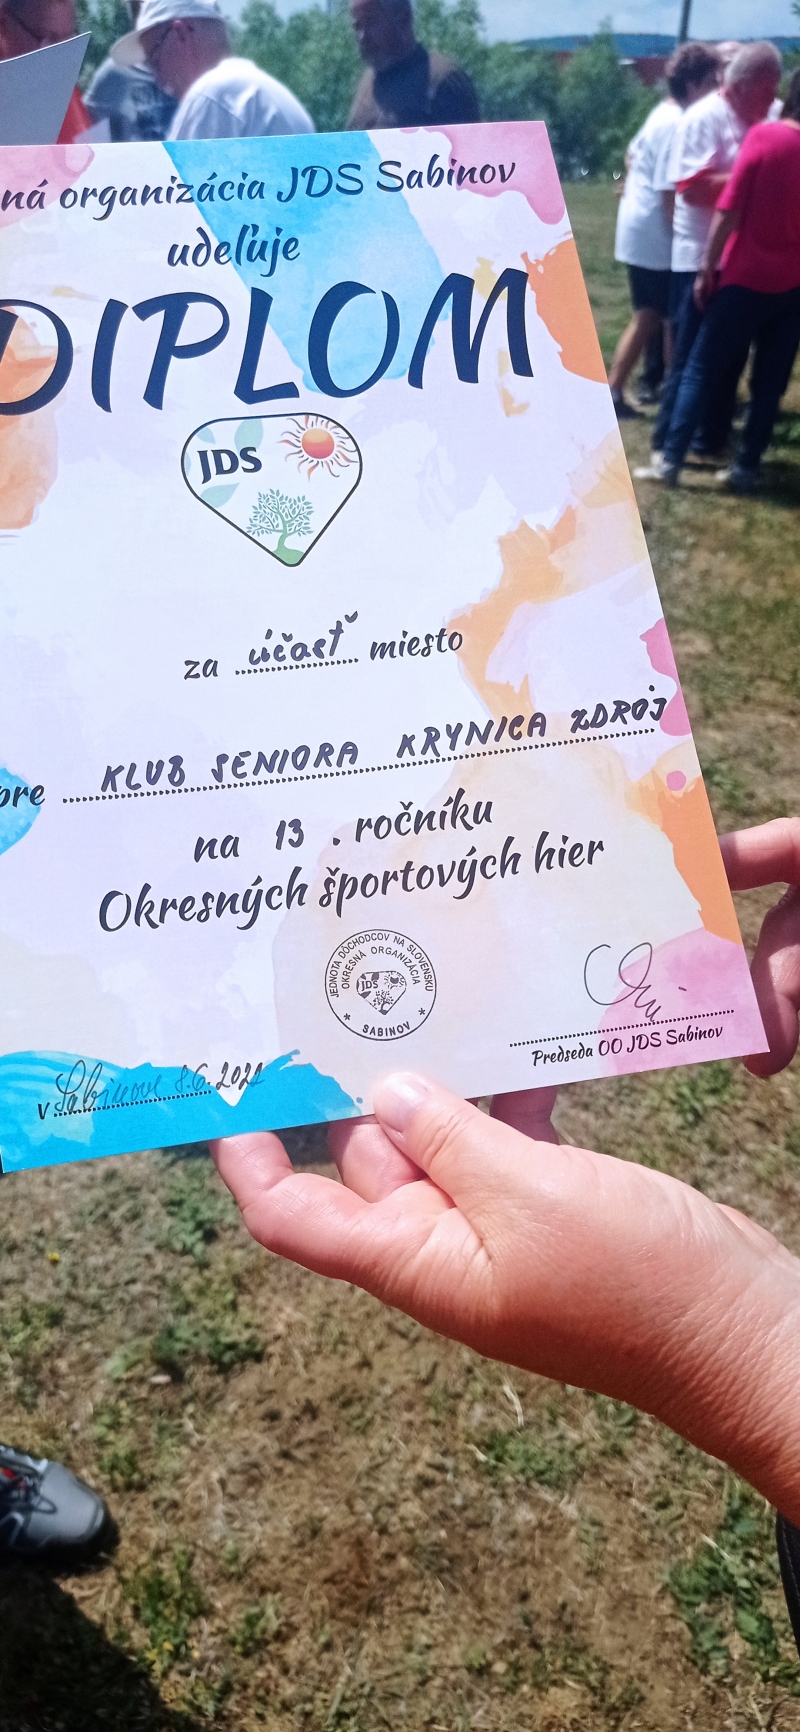 ná organizácia JDS Sabinov
udeľuje
DIPLOM
JDS
za účasť miesto
pre KLUB SENIORA KRYNICA ZDRÓJ
na 13 . ročníku
Okresných športových hier
JEDNOTA DÔCHODCOV NA SLOVENSKU
OKRESNÁ ORGANIZÁCIA
JDS
* SABINOV *
Predseda OO JDS Sabinov
v Sabinove 8.6. 2021